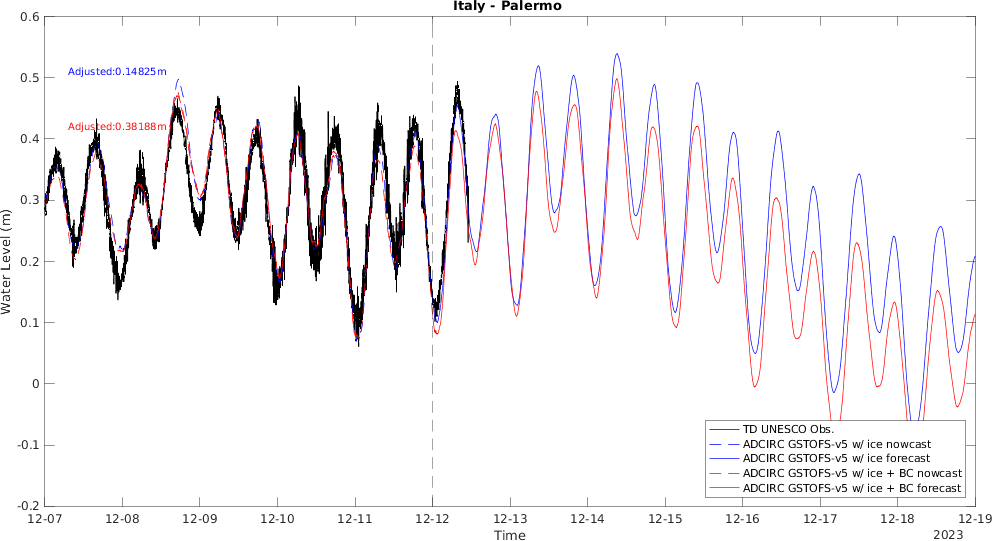 Italy - Palermo
0.6
0.5
0.4
0.3
0.2
0.1
0
-0.1
-0.2
Water Level (m)
Adjusted:0.14825m
Adjusted:0.38188m
TD UNESCO Obs.
ADCIRC GSTOFS-v5 w/ ice nowcast
ADCIRC GSTOFS-v5 w/ ice forecast
ADCIRC GSTOFS-v5 w/ ice + BC nowcast
ADCIRC GSTOFS-v5 w/ ice + BC forecast
12-07 12-08 12-09 12-10 12-11 12-12 12-13 12-14 12-15 12-16 12-17 12-18 12-19
Time
2023